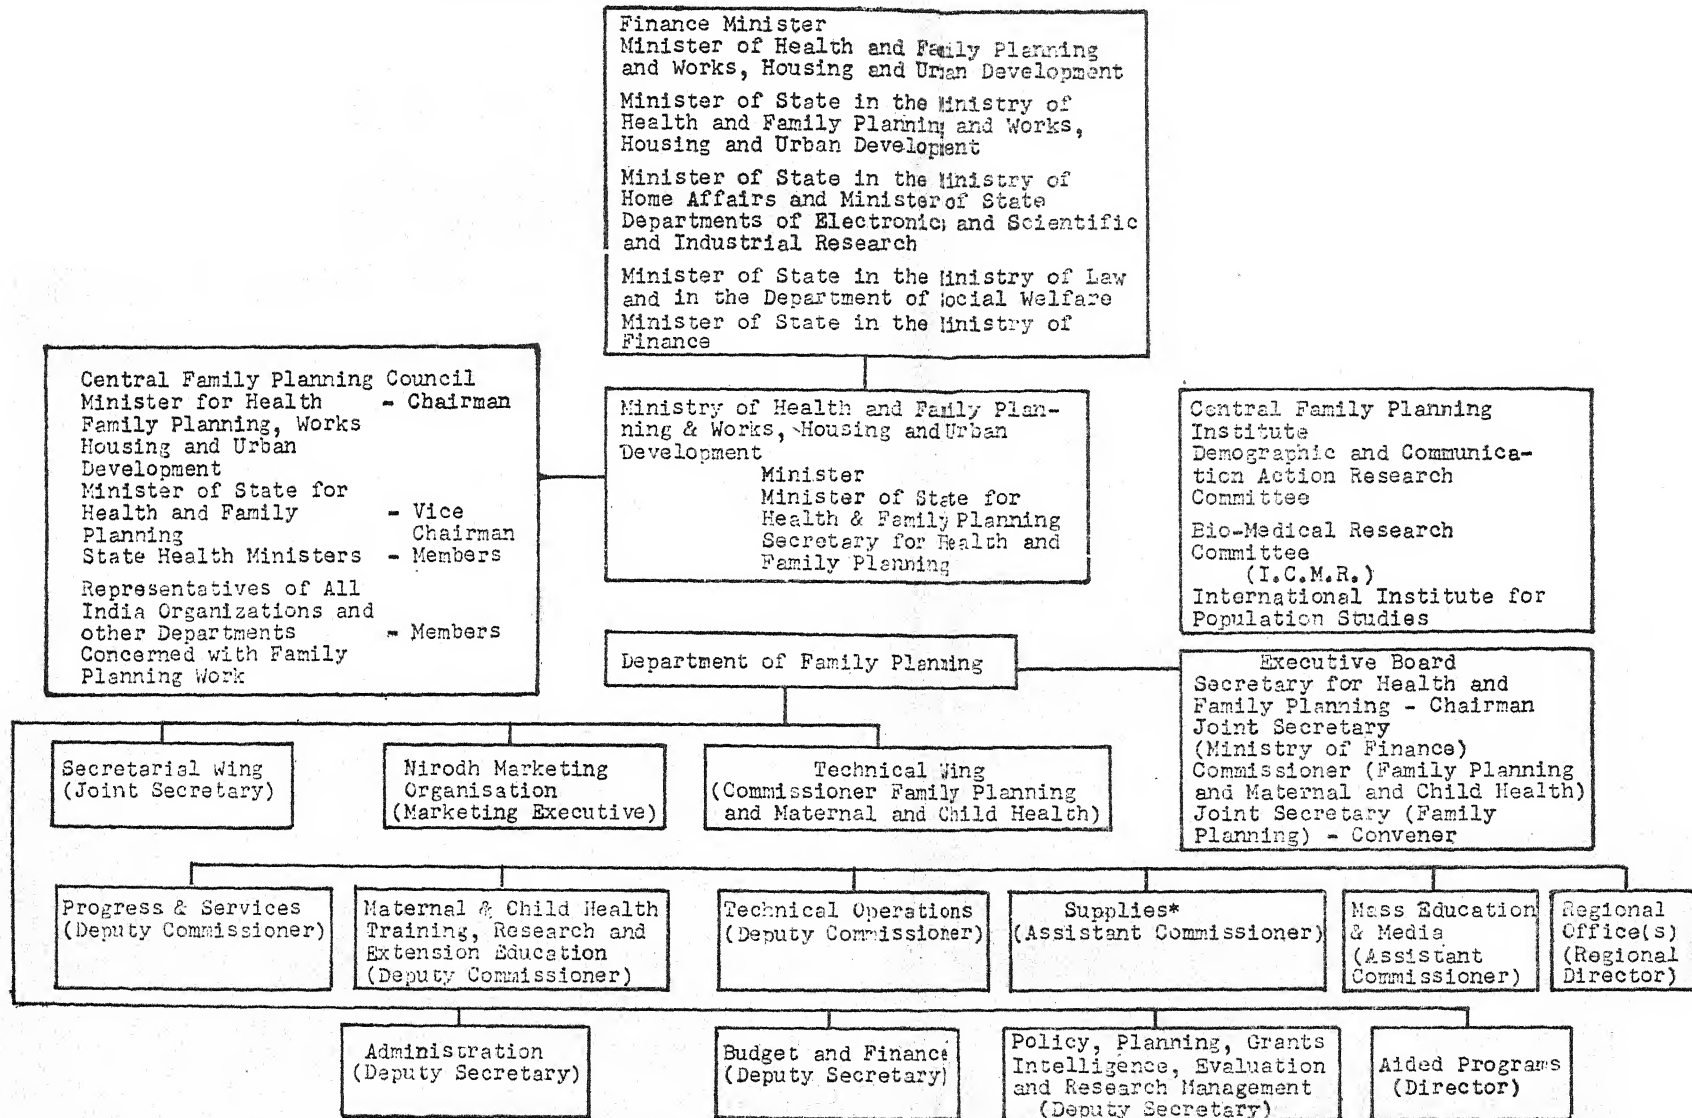 Finance Minister
Minister of Health and Family Planning
and Works, Housing and Urban Development
Minister of State in the Ministry of
Health and Family Planning and Works,
Housing and Urban Development
Minister of State in the Ministry of
Home Affairs and Minister of State
Departments of Electronics and Scientific
and Industrial Research
Minister of State in the Ministry of Law
and in the Department of Social Welfare
Minister of State in the Ministry of
Finance
Central Family Planning Council
Minister for Health - Chairman
Family Planning, Works
Housing and Urban
Development
Minister of State for
Health and Family - Vice
Planning Chairman
State Health Ministers - Members
Representatives of All
India Organizations and
other Departments - Members
Concerned with Family
Planning Work
Ministry of Health and Family Plan-
ning & Works, Housing and Urban
Development
Minister
Minister of State for
Health & Family Planning
Secretary for Health and
Family Planning
Central Family Planning
Institute
Demographic and Communica-
tion Action Research
Committee
Bio-Medical Research
Committee
(I.C.M.R.)
International Institute for
Population Studies
Department of Family Planning
Executive Board
Secretary for Health and
Family Planning - Chairman
Joint Secretary
(Ministry of Finance)
Commissioner (Family Planning
and Maternal and Child Health)
Joint Secretary (Family
Planning) - Convener
Secretarial Wing
(Joint Secretary)
Nirodh Marketing
Organisation
(Marketing Executive)
Technical Wing
(Commissioner Family Planning
and Maternal and Child Health)
Progress & Services
(Deputy Commissioner)
Maternal & Child Health
Training, Research and
Extension Education
(Deputy Commissioner)
Technical Operations
(Deputy Commissioner)
Supplies*
(Assistant Commissioner)
Mass Education
& Media
(Assistant
Commissioner)
Regional
Office(s)
(Regional
Director)
Administration
(Deputy Secretary)
Budget and Finance
(Deputy Secretary)
Policy, Planning, Grants
Intelligence, Evaluation
and Research Management
(Deputy Secretary)
Aided Programs
(Director)